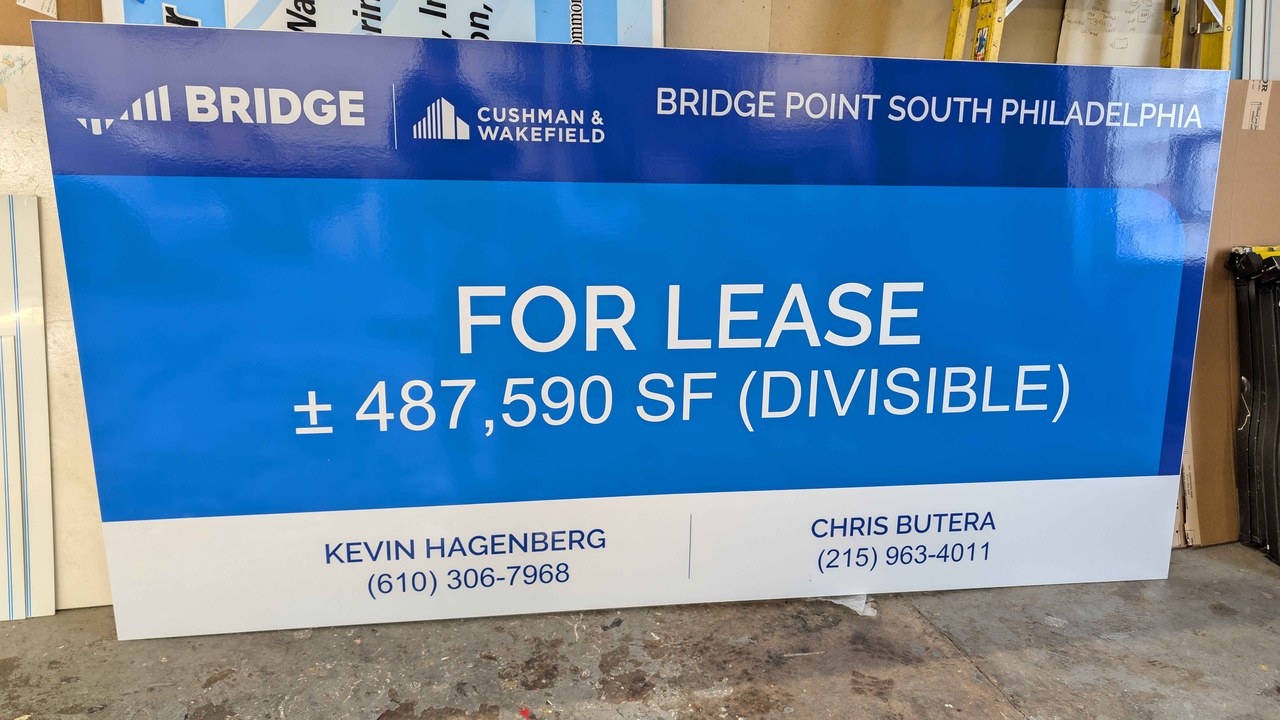 BRIDGE
CUSHMAN &
WAKEFIELD
BRIDGE POINT SOUTH PHILADELPHIA
FOR LEASE
± 487,590 SF (DIVISIBLE)
KEVIN HAGENBERG
(610) 306-7968
CHRIS BUTERA
(215) 963-4011